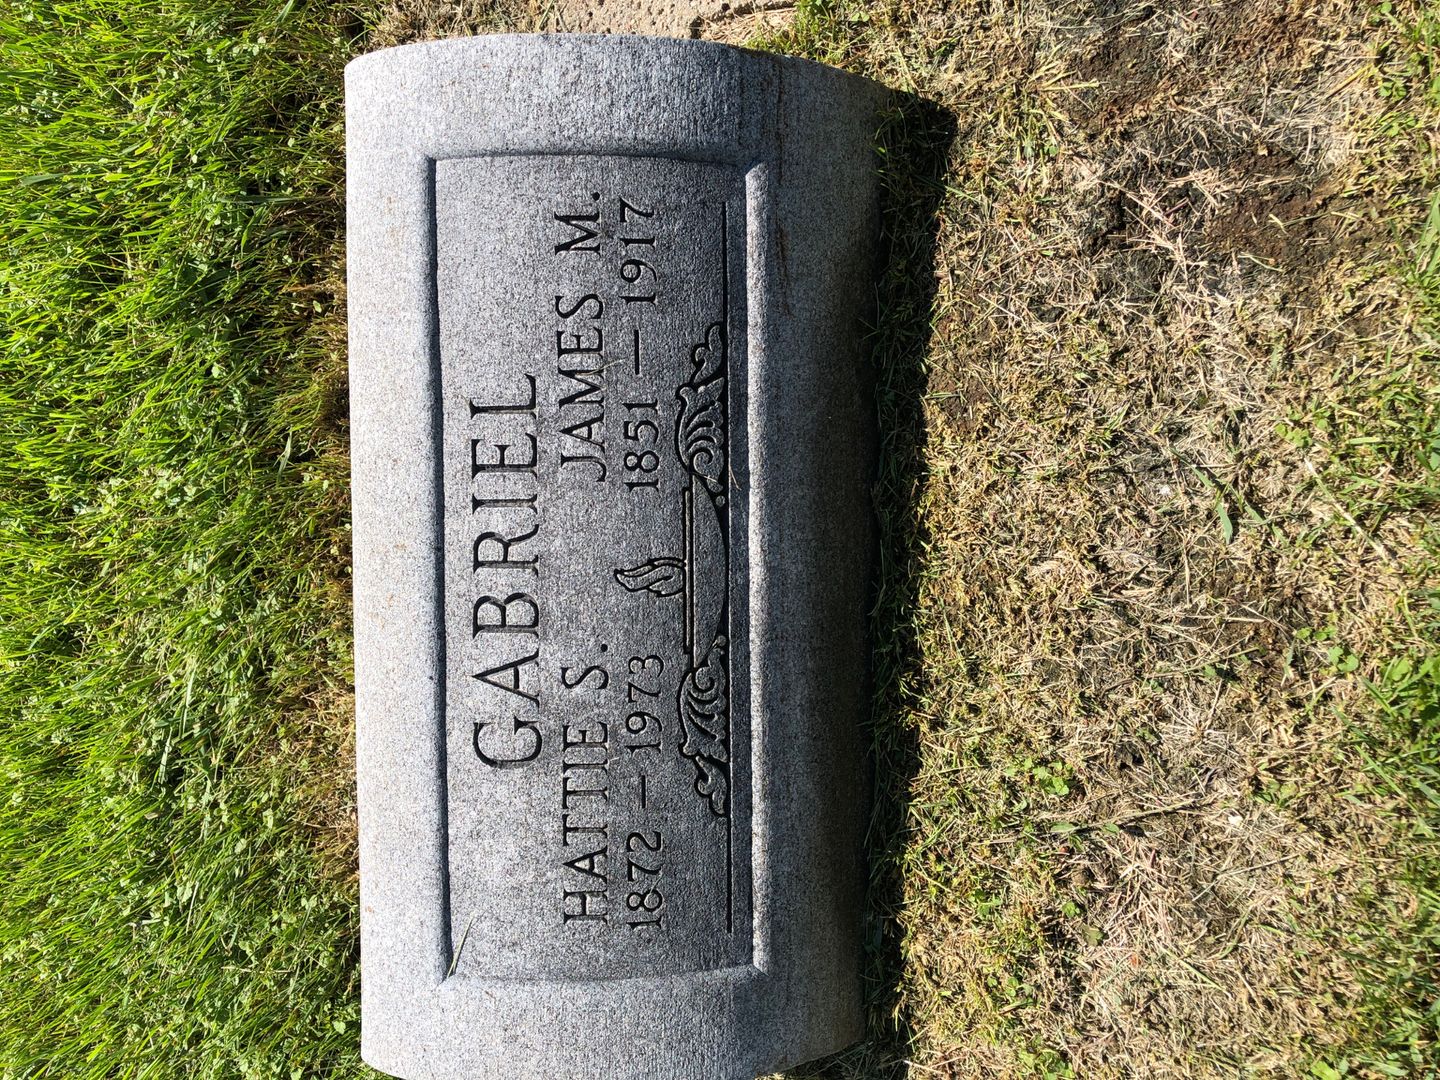 GABRIEL
HATTIE S. JAMES M.
1872 – 1973 1851 – 1917